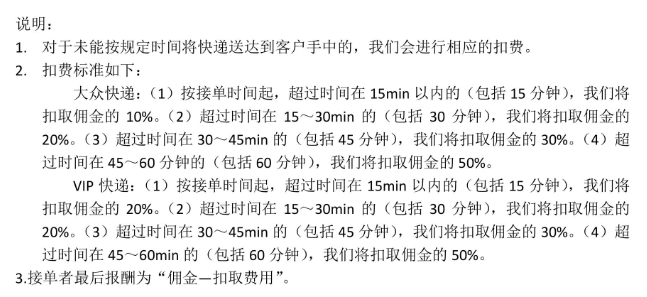 说明：
1. 对于未能按规定时间将快递送达到客户手中的，我们会进行相应的扣费。
2. 扣费标准如下：
大众快递：（1）按接单时间起，超过时间在 15min 以内的（包括 15 分钟），我们将
扣取佣金的 10%。（2）超过时间在 15～30min 的（包括 30 分钟），我们将扣取佣金的
20%。（3）超过时间在 30～45min 的（包括 45 分钟），我们将扣取佣金的 30%。（4）超
过时间在 45～60 分钟的（包括 60 分钟），我们将扣取佣金的 50%。
VIP 快递：（1）按接单时间起，超过时间在 15min 以内的（包括 15 分钟），我们将
扣取佣金的 20%。（2）超过时间在 15～30min 的（包括 30 分钟），我们将扣取佣金的
20%。（3）超过时间在 30～45min 的（包括 45 分钟），我们将扣取佣金的 30%。（4）超
过时间在 45～60min 的（包括 60 分钟），我们将扣取佣金的 50%。
3.接单者最后报酬为“佣金—扣取费用”。